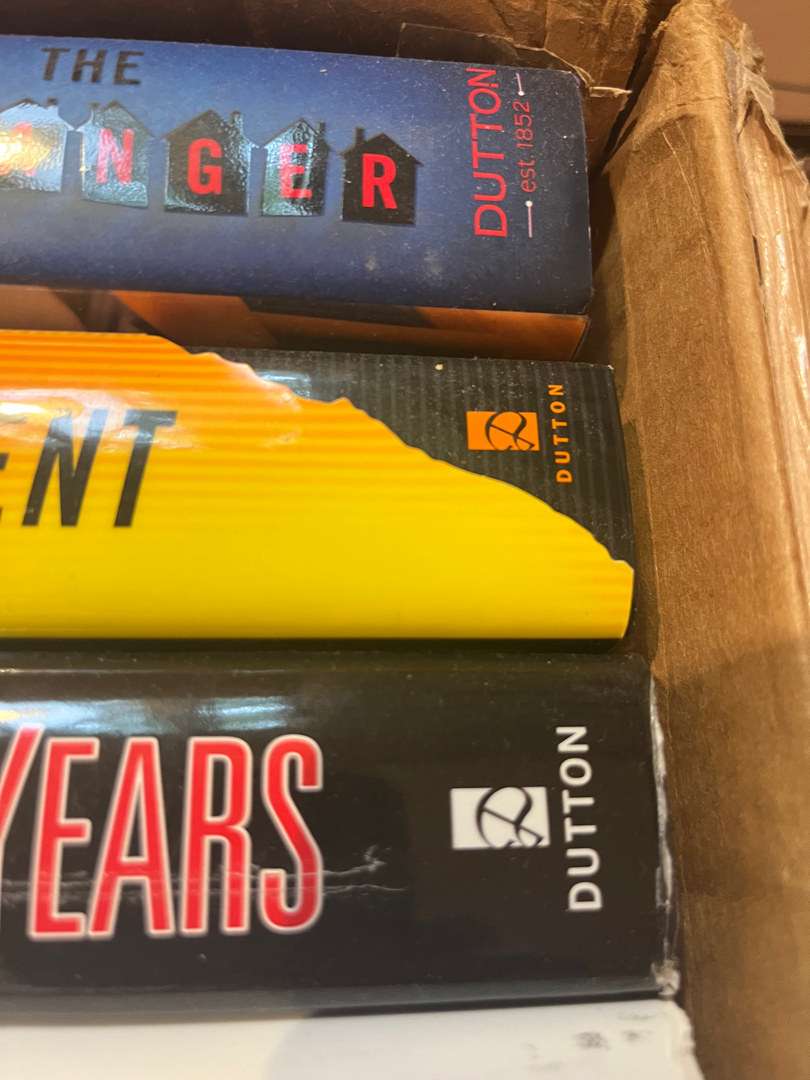 THE
NGER
DUTTON
est. 1852
ENT
DUTTON
YEARS
DUTTON